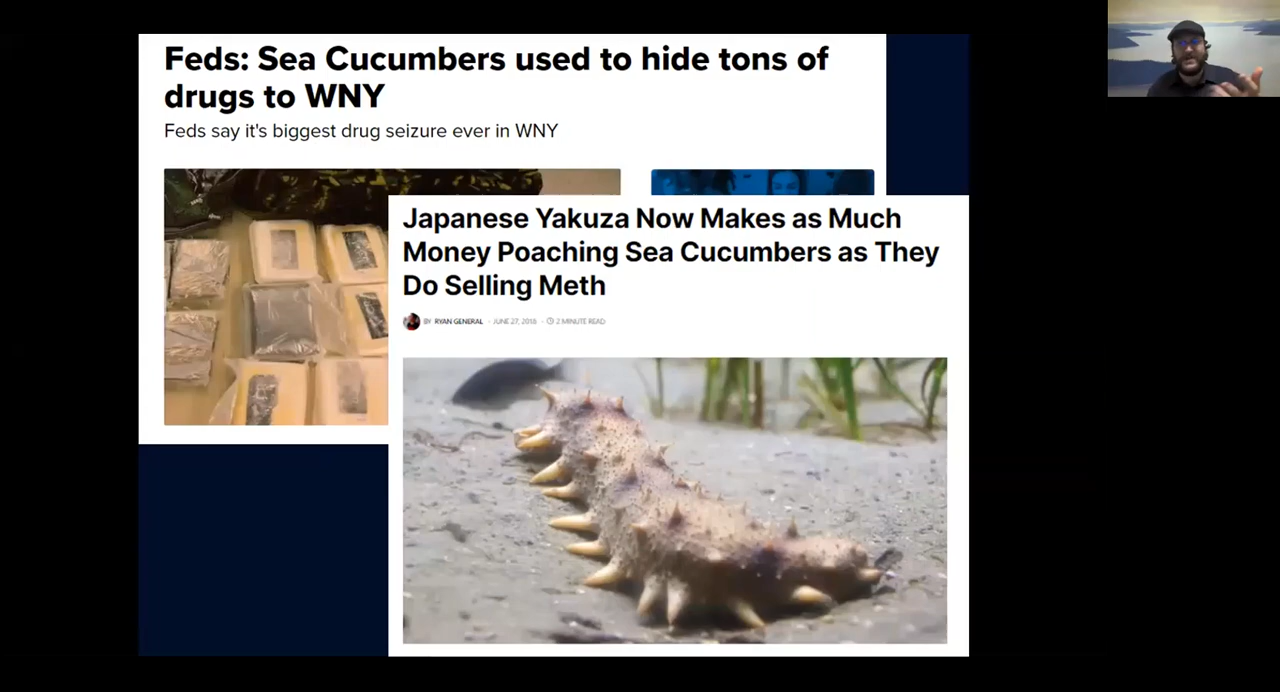 Feds: Sea Cucumbers used to hide tons of
drugs to WNY
Feds say it's biggest drug seizure ever in WNY
Japanese Yakuza Now Makes as Much
Money Poaching Sea Cucumbers as They
Do Selling Meth
BY RYAN GENERAL · JUNE 27, 2018 · 2 MINUTE READ